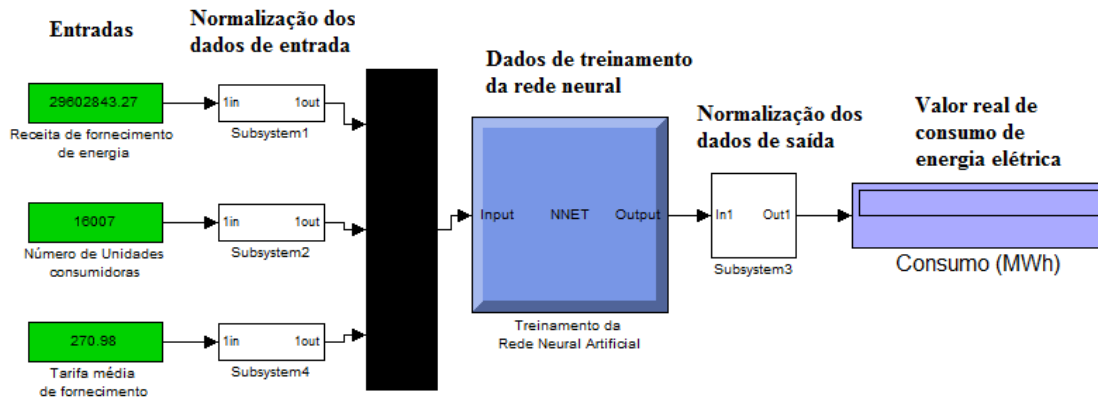 Entradas
Normalização dos
dados de entrada
29602843.27
1in
1out
Subsystem1
Receita de fornecimento
de energia
16007
1in
1out
Subsystem2
Número de Unidades
consumidoras
270.98
1in
1out
Subsystem4
Tarifa média
de fornecimento
Dados de treinamento
da rede neural
Input
NNET
Output
Treinamento da
Rede Neural Artificial
Normalização dos
dados de saída
In1
Out1
Subsystem3
Valor real de
consumo de
energia elétrica
Consumo (MWh)